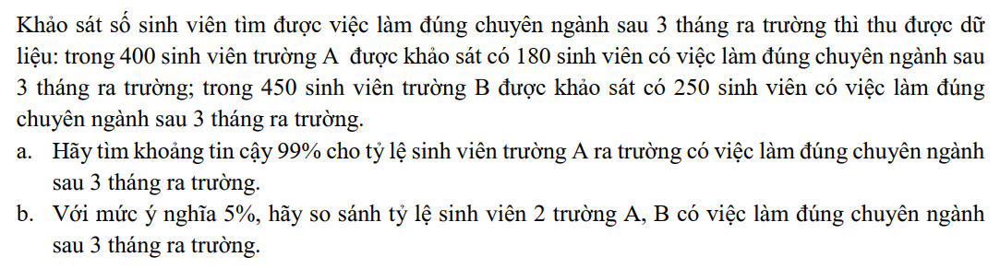 Khảo sát số sinh viên tìm được việc làm đúng chuyên ngành sau 3 tháng ra trường thì thu được dữ
liệu: trong 400 sinh viên trường A được khảo sát có 180 sinh viên có việc làm đúng chuyên ngành sau
3 tháng ra trường; trong 450 sinh viên trường B được khảo sát có 250 sinh viên có việc làm đúng
chuyên ngành sau 3 tháng ra trường.
a. Hãy tìm khoảng tin cậy 99% cho tỷ lệ sinh viên trường A ra trường có việc làm đúng chuyên ngành
sau 3 tháng ra trường.
b. Với mức ý nghĩa 5%, hãy so sánh tỷ lệ sinh viên 2 trường A, B có việc làm đúng chuyên ngành
sau 3 tháng ra trường.